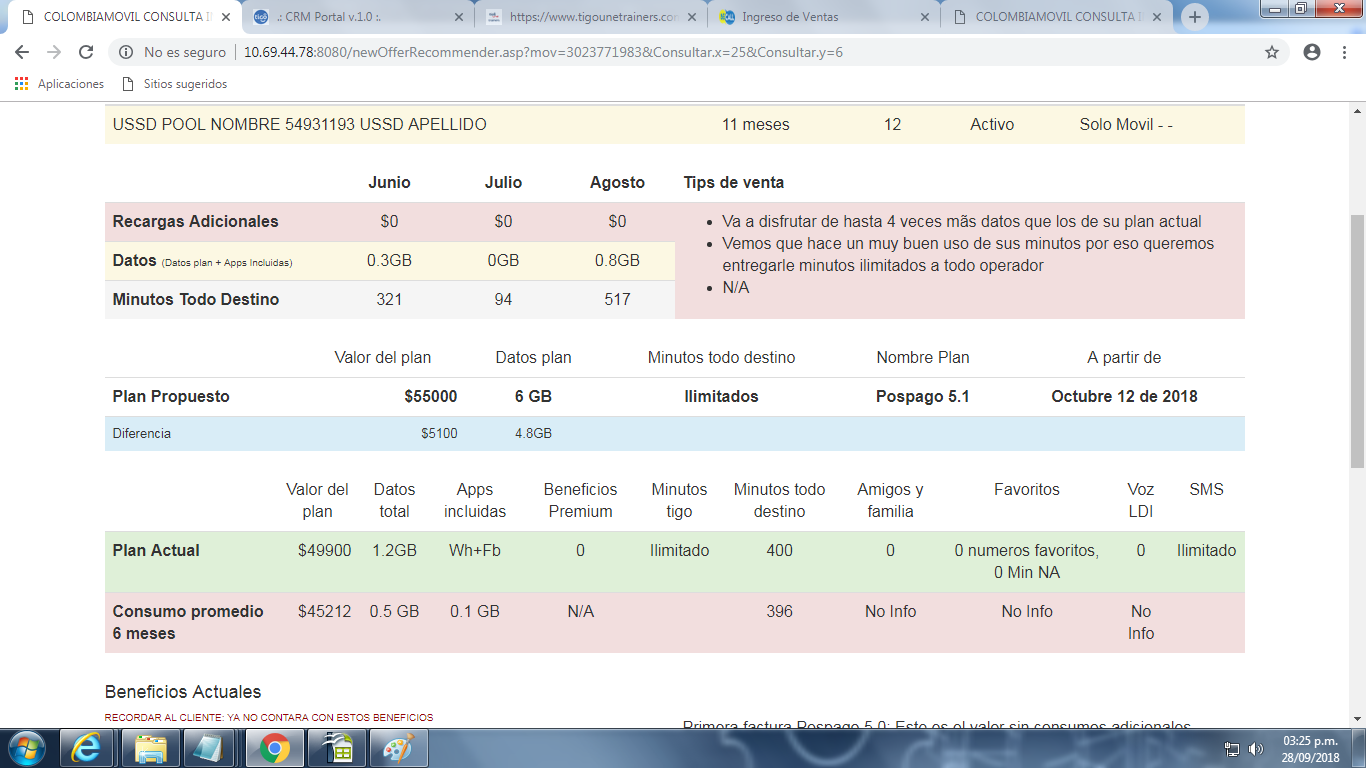 COLOMBIAMOVIL CONSULTA I
.: CRM Portal v.1.0 :.
https://www.tigounetrainers.con
Ingreso de Ventas
COLOMBIAMOVIL CONSULTA I
No es seguro
10.69.44.78:8080/newOfferRecommender.asp?mov=3023771983&Consultar.x=25&Consultar.y=6
Aplicaciones
Sitios sugeridos
USSD POOL NOMBRE 54931193 USSD APELLIDO 11 meses 12 Activo Solo Movil - -
Junio Julio Agosto Tips de venta
Recargas Adicionales $0 $0 $0
Datos (Datos plan + Apps Incluidas) 0.3GB 0GB 0.8GB
Minutos Todo Destino 321 94 517
• Va a disfrutar de hasta 4 veces mãs datos que los de su plan actual
• Vemos que hace un muy buen uso de sus minutos por eso queremos
entregarle minutos ilimitados a todo operador
• N/A
Valor del plan Datos plan Minutos todo destino Nombre Plan A partir de
Plan Propuesto $55000 6 GB Ilimitados Pospago 5.1 Octubre 12 de 2018
Diferencia $5100 4.8GB
Valor del Datos Apps Beneficios Minutos Minutos todo Amigos y Favoritos Voz SMS
plan total incluidas Premium tigo destino familia LDI
Plan Actual $49900 1.2GB Wh+Fb 0 Ilimitado 400 0 0 numeros favoritos, 0 Ilimitado
0 Min NA
Consumo promedio $45212 0.5 GB 0.1 GB N/A 396 No Info No Info No
6 meses Info
Beneficios Actuales
RECORDAR AL CLIENTE: YA NO CONTARA CON ESTOS BENEFICIOS
Primera factura Pospago 5.0: Este es el valor sin consumos adicionales
03:25 p.m.
28/09/2018